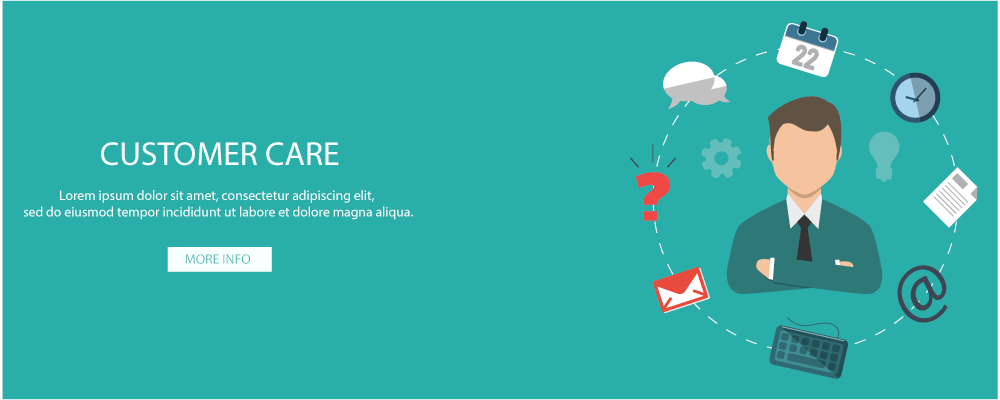 CUSTOMER CARE
Lorem ipsum dolor sit amet, consectetur adipiscing elit,
sed do eiusmod tempor incididunt ut labore et dolore magna aliqua.
MORE INFO
22
?
@